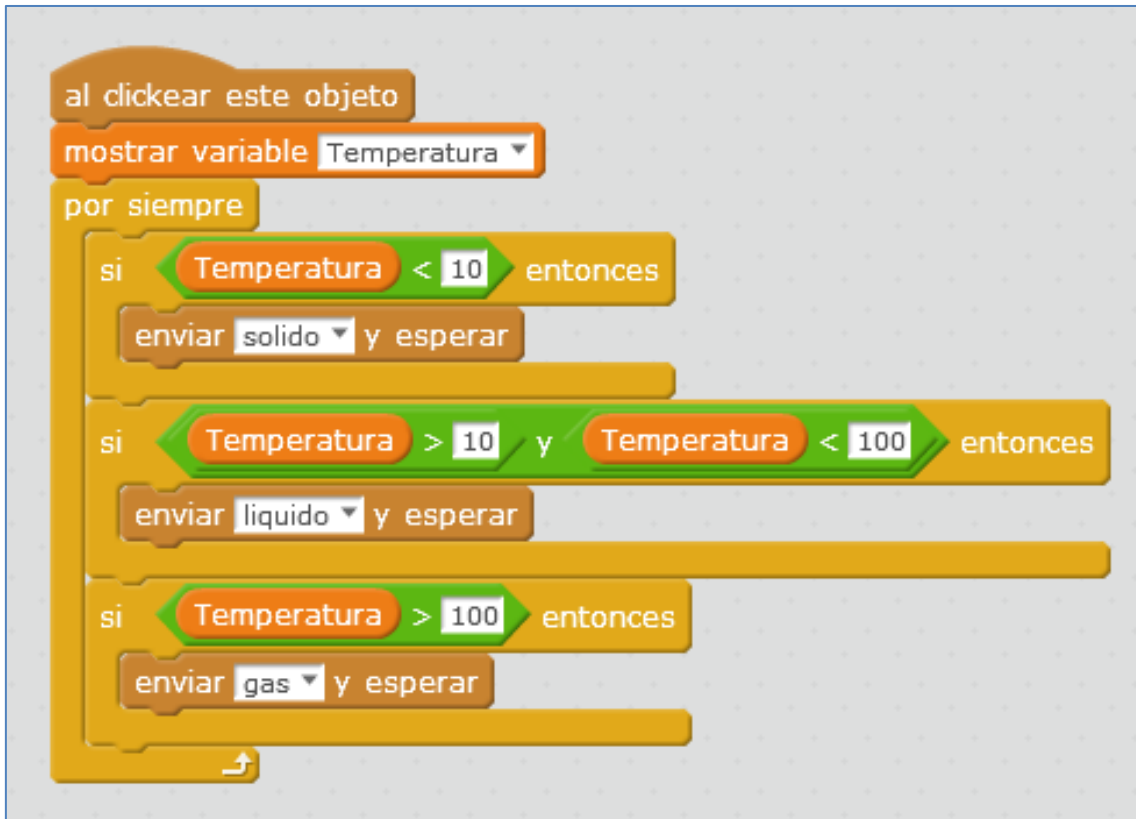 al clickear este objeto
mostrar variable Temperatura
por siempre
si Temperatura < 10 entonces
enviar solido y esperar
si Temperatura > 10 y Temperatura < 100 entonces
enviar liquido y esperar
si Temperatura > 100 entonces
enviar gas y esperar